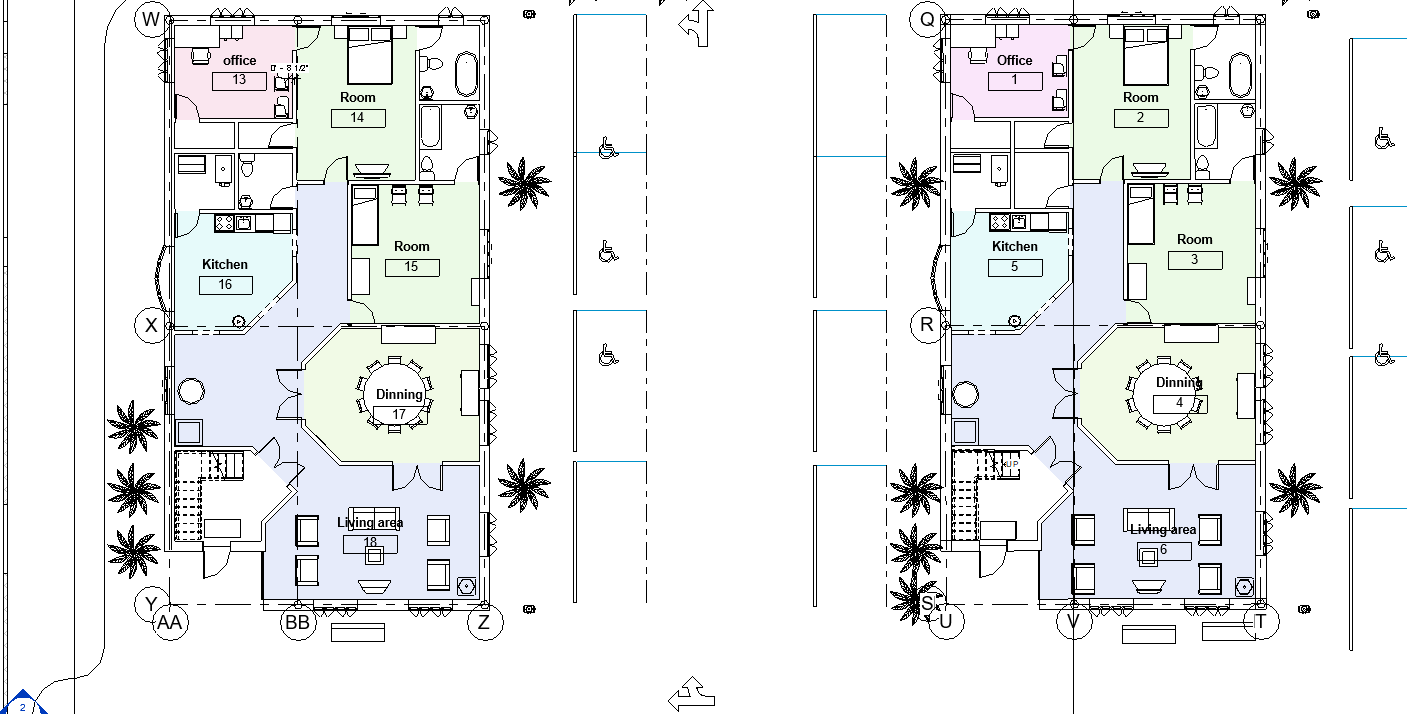 W
office
13
0' - 8 1/2"
Room
14
Kitchen
16
Room
15
X
Dinning
17
Living area
18
Y
AA
BB
Z
2
Q
Office
1
Room
2
Kitchen
5
Room
3
R
Dinning
4
UP
Living area
6
S
U
V
T